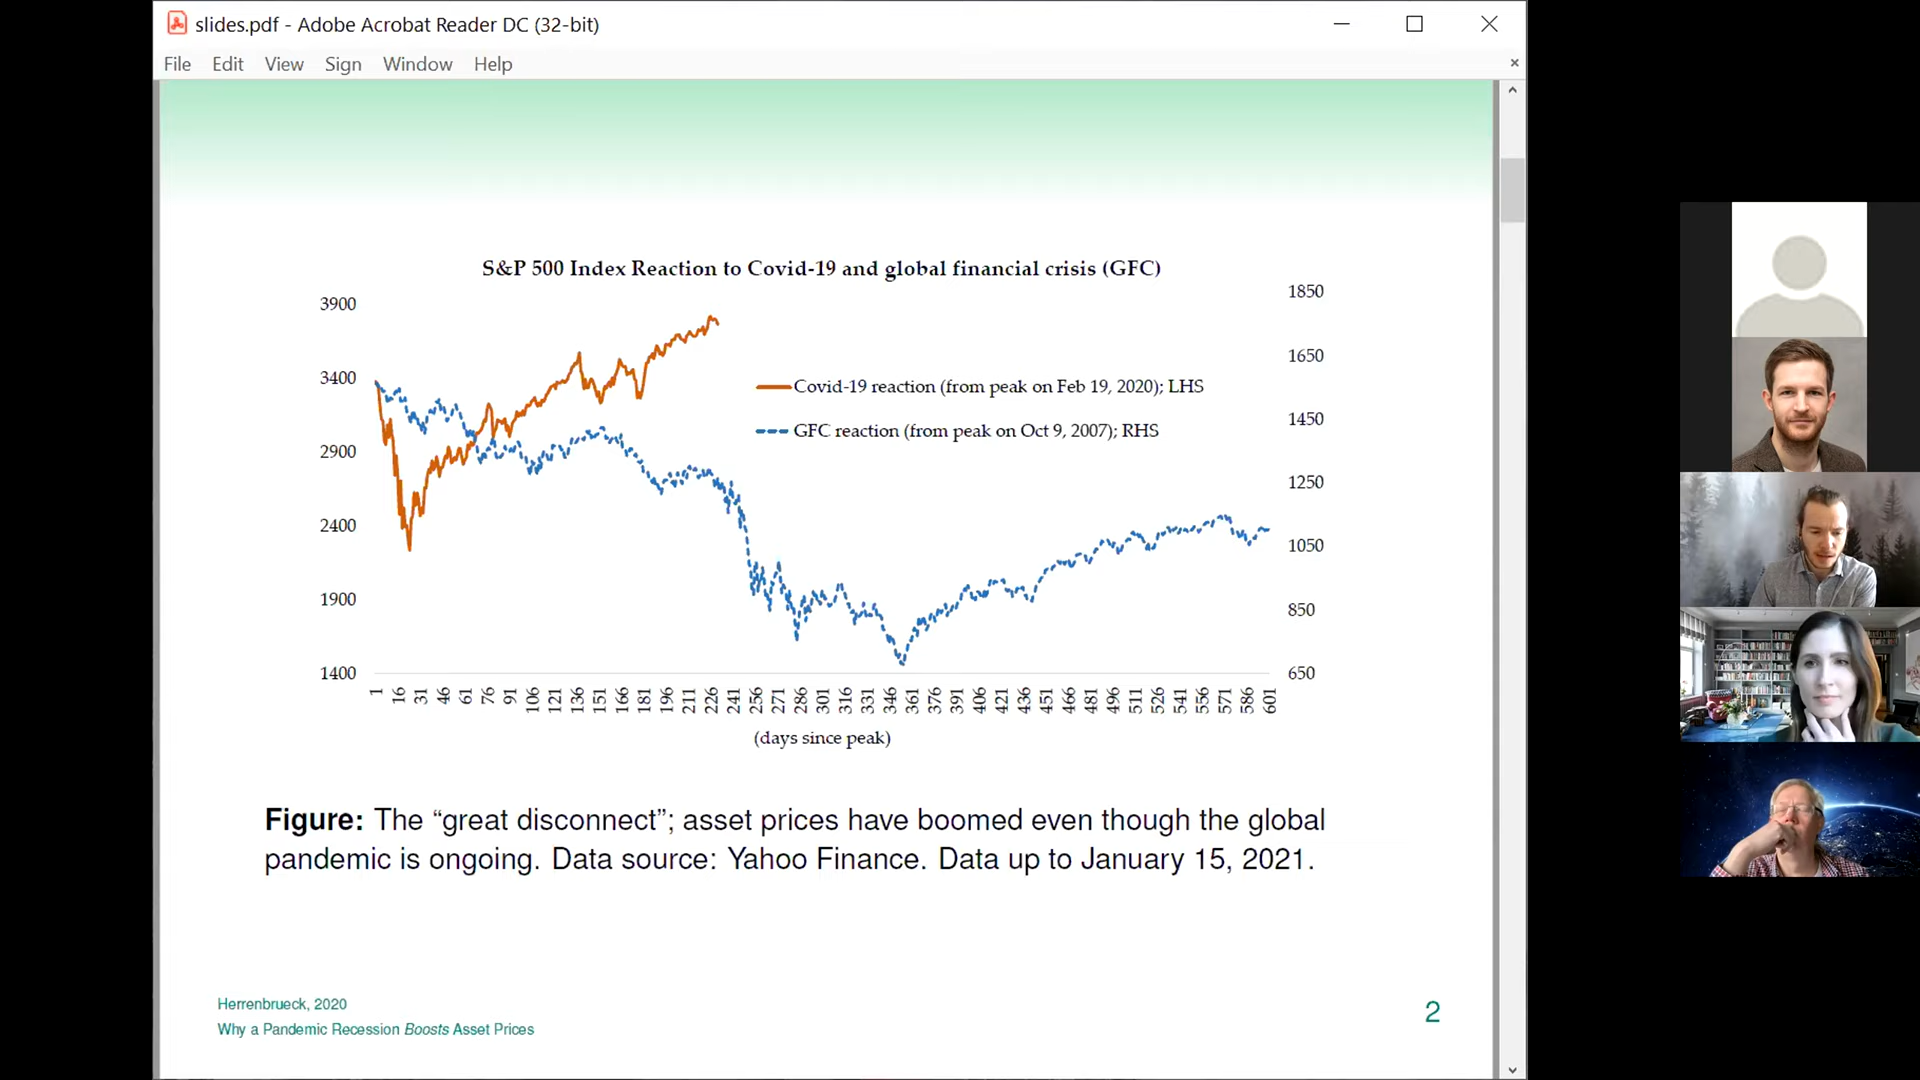 slides.pdf - Adobe Acrobat Reader DC (32-bit)
File Edit View Sign Window Help
S&P 500 Index Reaction to Covid-19 and global financial crisis (GFC)
3900
3400
2900
2400
1900
1400
1850
1650
1450
1250
1050
850
650
Covid-19 reaction (from peak on Feb 19, 2020); LHS
GFC reaction (from peak on Oct 9, 2007); RHS
1 16 31 46 61 76 91 106 121 136 151 166 181 196 211 226 241 256 271 286 301 316 331 346 361 376 391 406 421 436 451 466 481 496 511 526 541 556 571 586 601
(days since peak)
Figure: The “great disconnect”; asset prices have boomed even though the global
pandemic is ongoing. Data source: Yahoo Finance. Data up to January 15, 2021.
Herrenbrueck, 2020
Why a Pandemic Recession Boosts Asset Prices
2